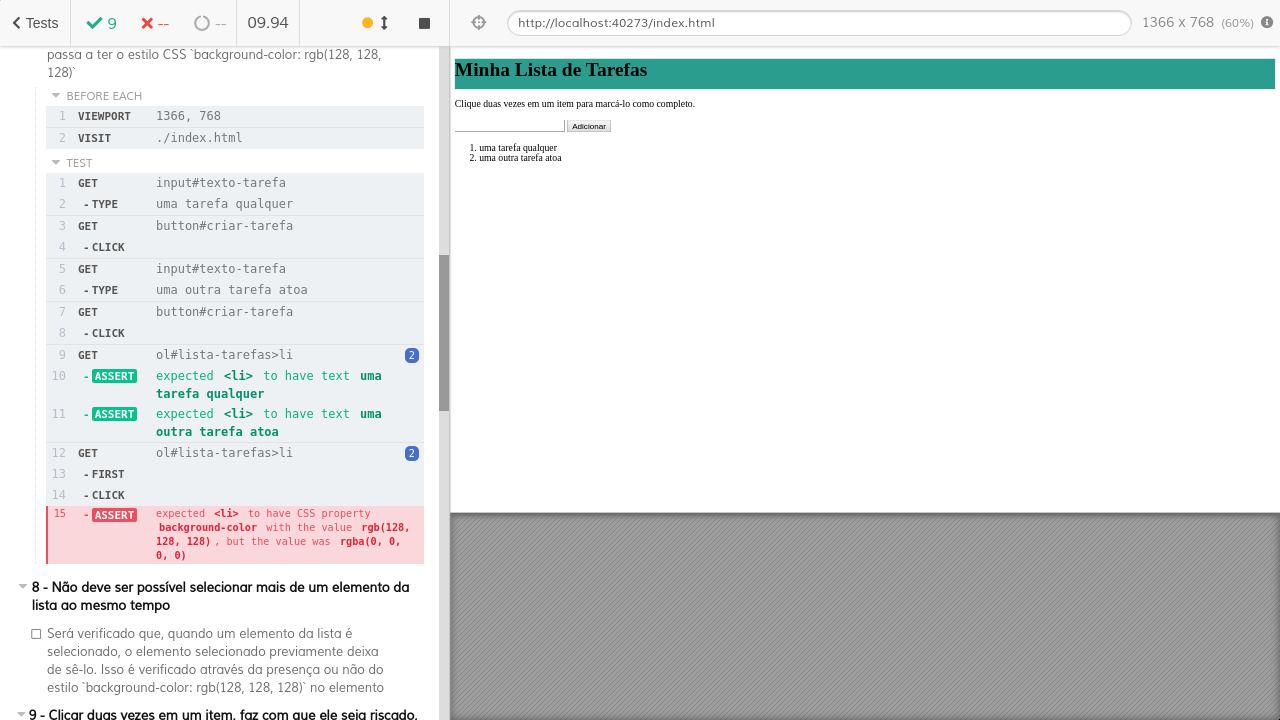 Tests
9
--
--
09.94
http://localhost:40273/index.html
1366 x 768 (60%)
passa a ter o estilo CSS `background-color: rgb(128, 128,
128)`
BEFORE EACH
1 VIEWPORT 1366, 768
2 VISIT ./index.html
TEST
1 GET input#texto-tarefa
2 -TYPE uma tarefa qualquer
3 GET button#criar-tarefa
4 -CLICK
5 GET input#texto-tarefa
6 -TYPE uma outra tarefa atoa
7 GET button#criar-tarefa
8 -CLICK
9 GET ol#lista-tarefas>li 2
10 -ASSERT expected <li> to have text uma
tarefa qualquer
11 -ASSERT expected <li> to have text uma
outra tarefa atoa
12 GET ol#lista-tarefas>li 2
13 -FIRST
14 -CLICK
15 -ASSERT expected <li> to have CSS property
background-color with the value rgb(128,
128, 128) , but the value was rgba(0, 0,
0, 0)
8 - Não deve ser possível selecionar mais de um elemento da
lista ao mesmo tempo
Será verificado que, quando um elemento da lista é
selecionado, o elemento selecionado previamente deixa
de sê-lo. Isso é verificado através da presença ou não do
estilo `background-color: rgb(128, 128, 128)` no elemento
9 - Clicar duas vezes em um item, faz com que ele seja riscado,
Minha Lista de Tarefas
Clique duas vezes em um item para marcá-lo como completo.
Adicionar
1. uma tarefa qualquer
2. uma outra tarefa atoa